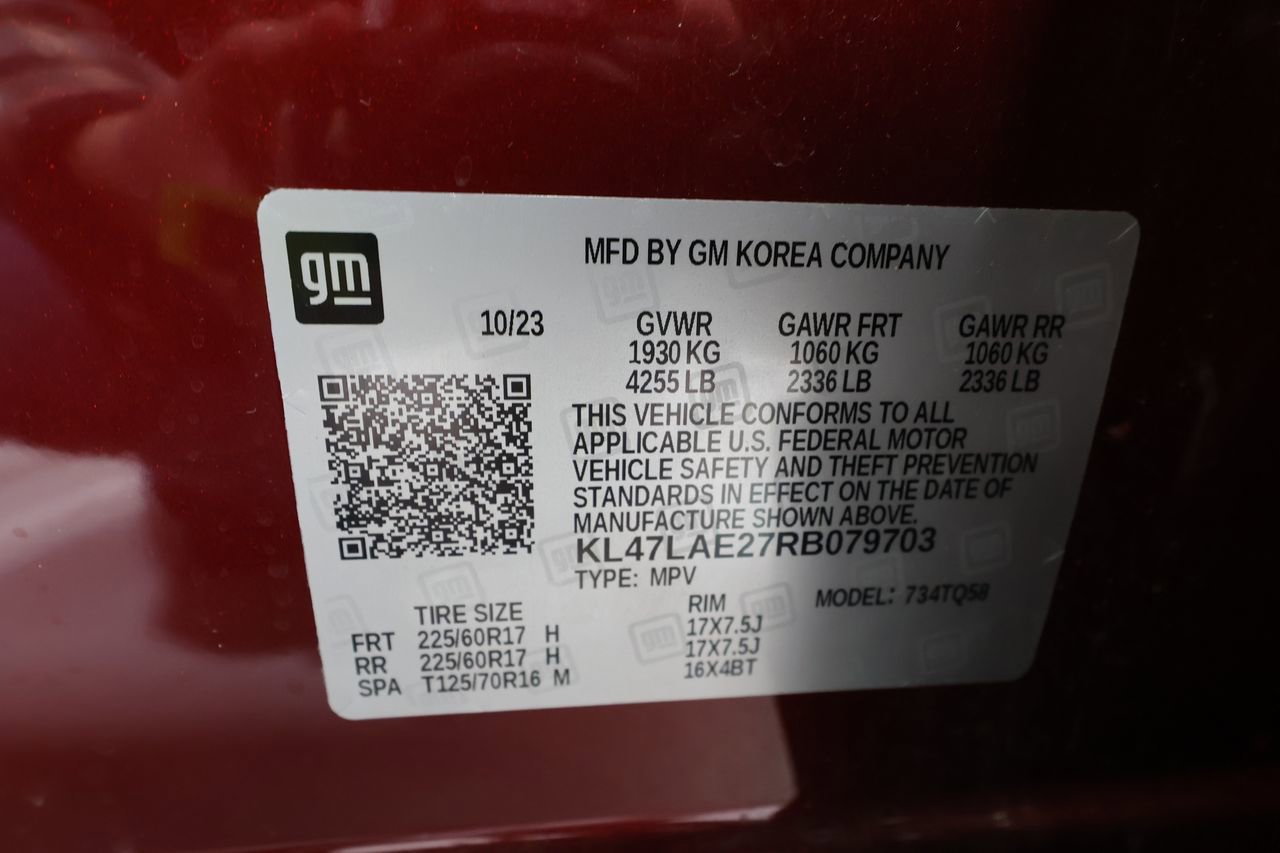 gm
MFD BY GM KOREA COMPANY
10/23 GVWR GAWR FRT GAWR RR
1930 KG 1060 KG 1060 KG
4255 LB 2336 LB 2336 LB
THIS VEHICLE CONFORMS TO ALL
APPLICABLE U.S. FEDERAL MOTOR
VEHICLE SAFETY AND THEFT PREVENTION
STANDARDS IN EFFECT ON THE DATE OF
MANUFACTURE SHOWN ABOVE.
KL47LAE27RB079703
TYPE: MPV
MODEL: 734TQ58
TIRE SIZE RIM
FRT 225/60R17 H 17X7.5J
RR 225/60R17 H 17X7.5J
SPA T125/70R16 M 16X4BT